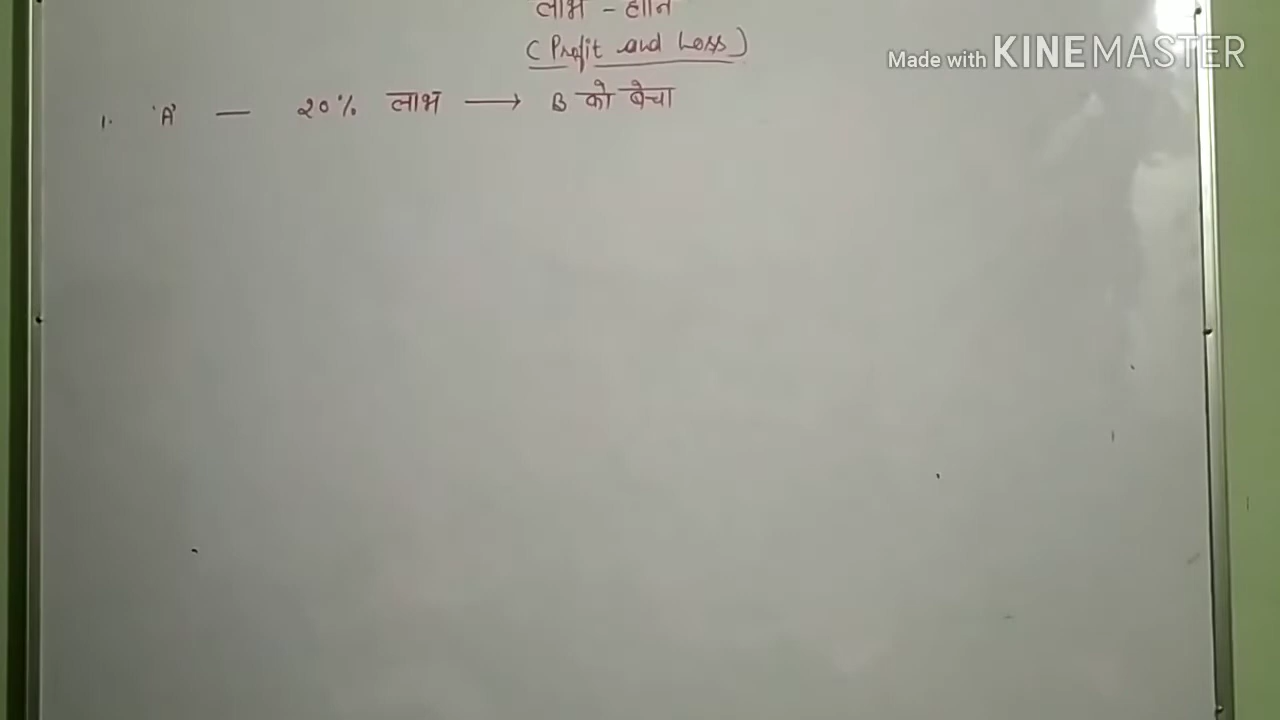 लाभ - हानि
(Profit and Loss)
Made with KINEMASTER
1. 'A' — 20% लाभ → B को बेचा